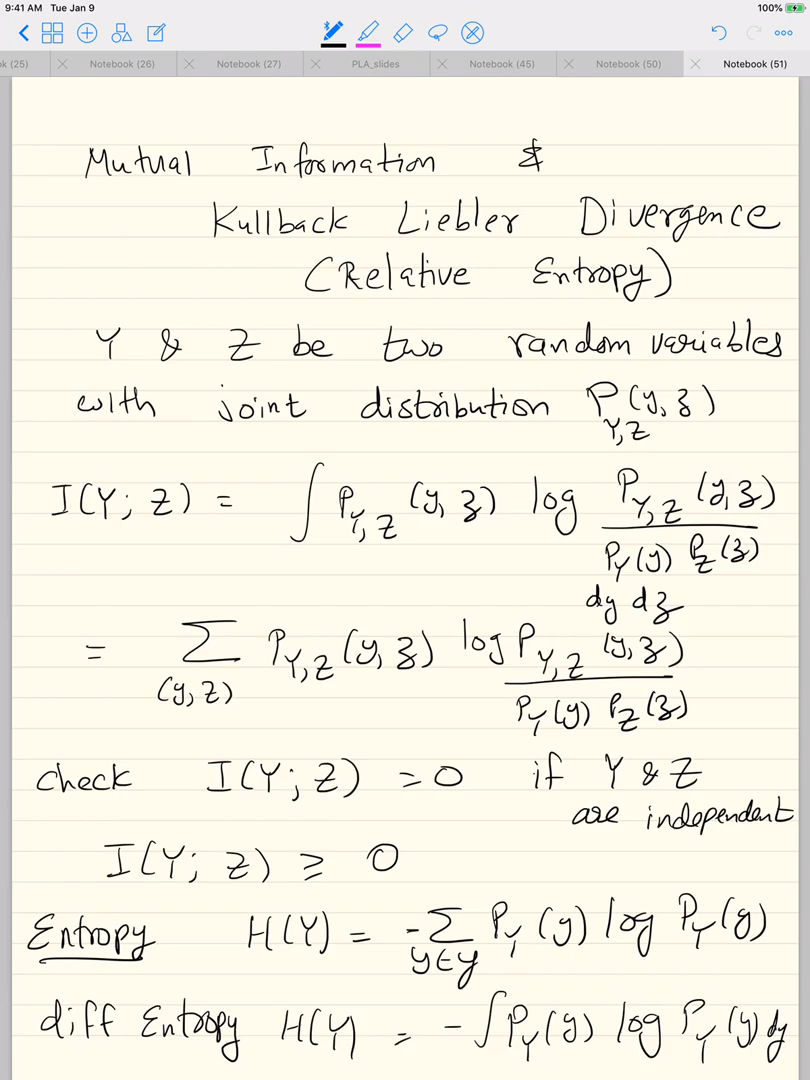 9:41 AM Tue Jan 9 100%
ok (25) Notebook (26) Notebook (27) PLA_slides Notebook (45) Notebook (50) Notebook (51)
Mutual Information &
Kullback Liebler Divergence
(Relative Entropy)
Y & Z be two random variables
with joint distribution P_{Y,Z}(y,z)
I(Y; Z) = ∫ P_{Y,Z}(y,z) log P_{Y,Z}(y,z) / P_Y(y) P_Z(z)
dy dz
= Σ_{(y,z)} P_{Y,Z}(y,z) log P_{Y,Z}(y,z) / P_Y(y) P_Z(z)
check I(Y; Z) = 0 if Y & Z
are independent
I(Y; Z) ≥ 0
Entropy H(Y) = -Σ_{y∈y} P_Y(y) log P_Y(y)
diff Entropy H(Y) = - ∫ P_Y(y) log P_Y(y) dy